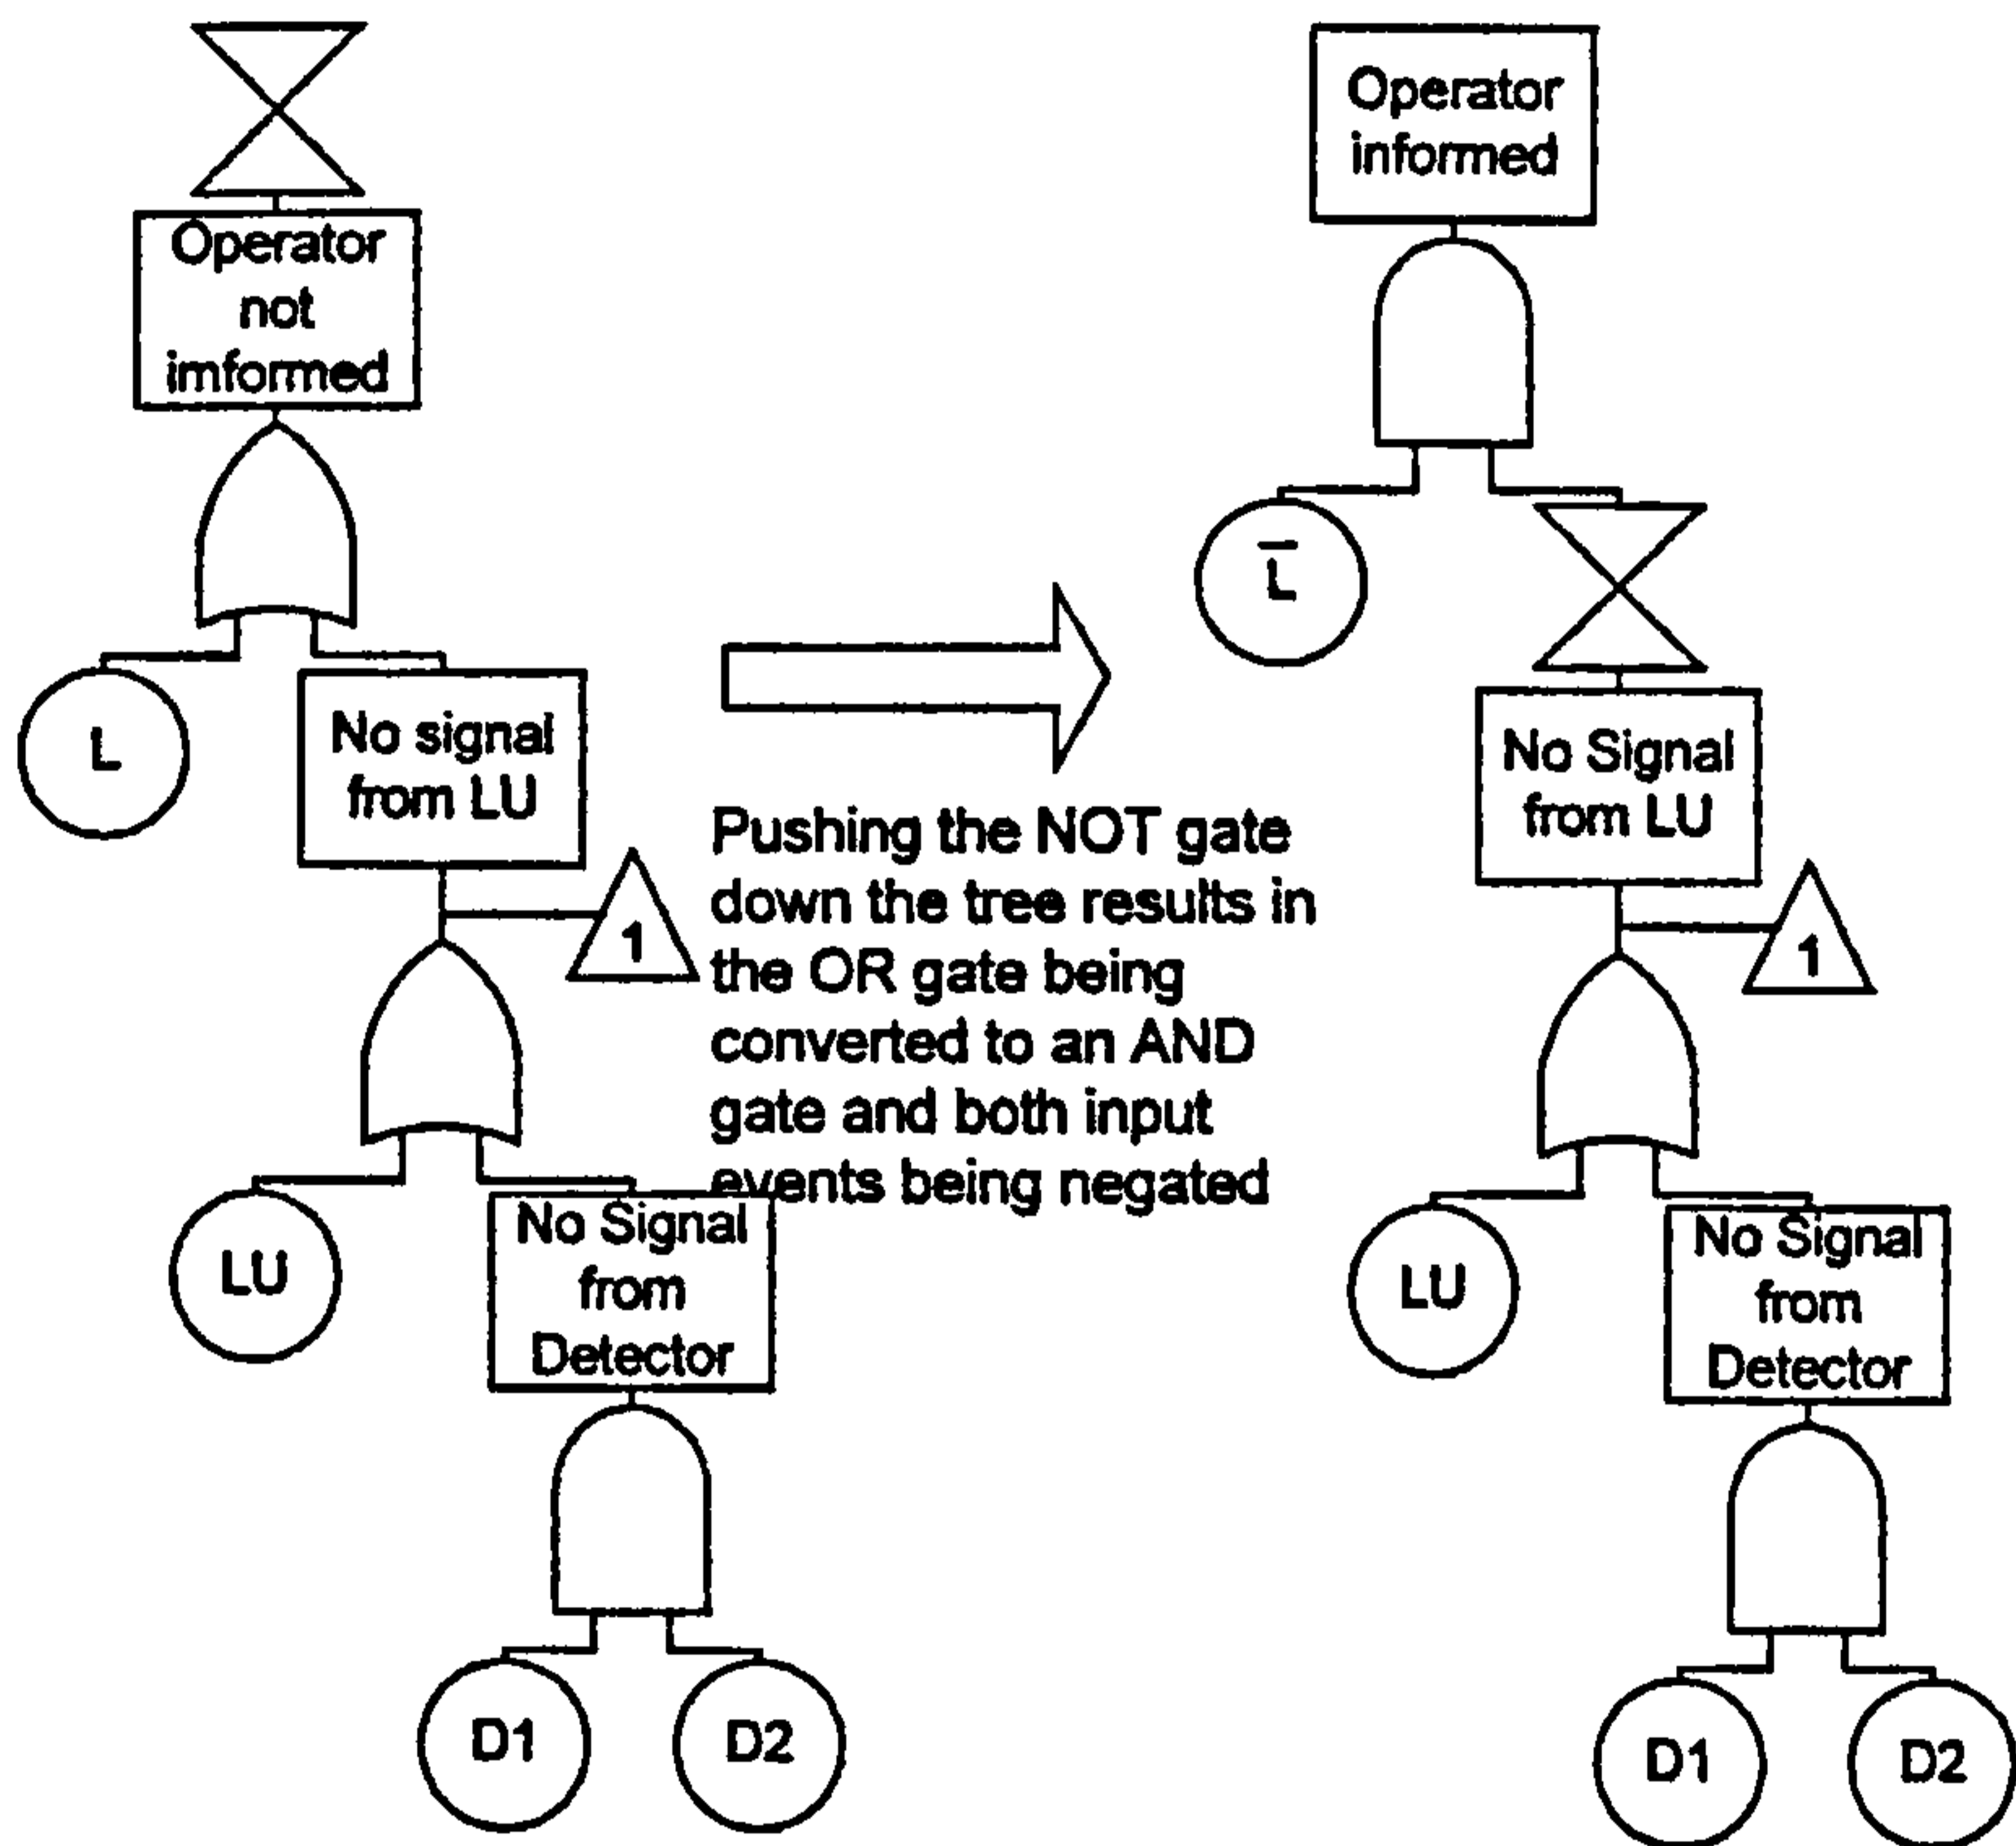 Operator
not
imformed
L
No signal
from LU
1
LU
No Signal
from
Detector
D1
D2
Pushing the NOT gate
down the tree results in
the OR gate being
converted to an AND
gate and both input
events being negated
Operator
informed
L̅
No Signal
from LU
1
LU
No Signal
from
Detector
D1
D2